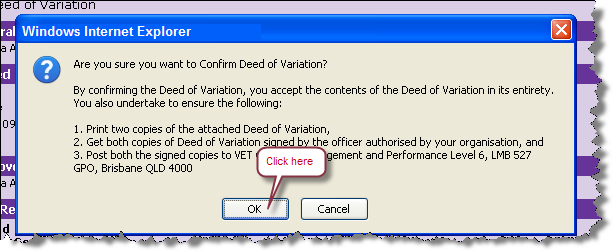 eed of Variation
Windows Internet Explorer
Are you sure you want to Confirm Deed of Variation?
By confirming the Deed of Variation, you accept the contents of the Deed of Variation in its entirety.
You also undertake to ensure the following:
1. Print two copies of the attached Deed of Variation,
2. Get both copies of Deed of Variation signed by the officer authorised by your organisation, and
3. Post both the signed copies to VET gement and Performance Level 6, LMB 527
GPO, Brisbane QLD 4000
Click here
OK Cancel